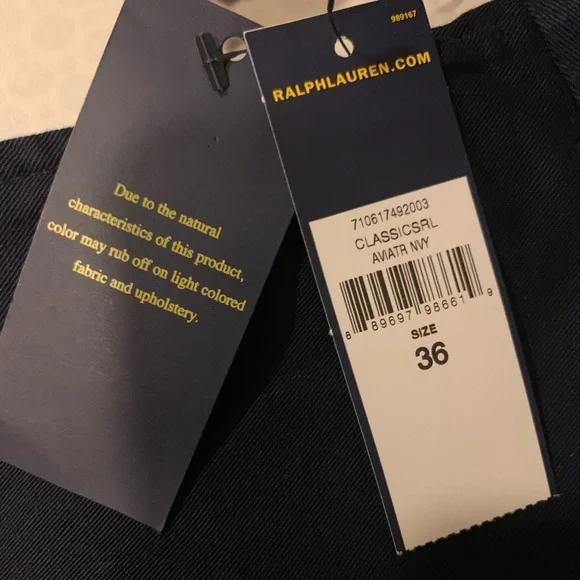 Due to the natural
characteristics of this product,
color may rub off on light colored
fabric and upholstery.
989167
RALPHLAUREN.COM
710617492003
CLASSICSRL
AVIATR NVY
8 89697 98661 9
SIZE
36